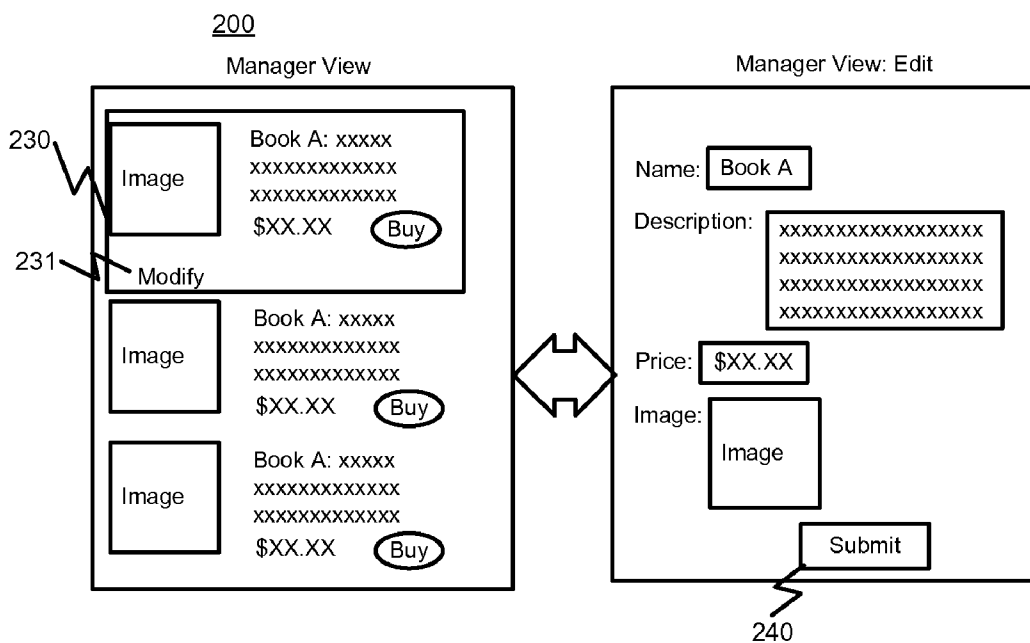 200
Manager View
230
Image
Book A: xxxxx
xxxxxxxxxxxxx
xxxxxxxxxxxxx
$XX.XX
Buy
231
Modify
Image
Book A: xxxxx
xxxxxxxxxxxxx
xxxxxxxxxxxxx
$XX.XX
Buy
Image
Book A: xxxxx
xxxxxxxxxxxxx
xxxxxxxxxxxxx
$XX.XX
Buy
Manager View: Edit
Name: Book A
Description:
xxxxxxxxxxxxxxxxxx
xxxxxxxxxxxxxxxxxx
xxxxxxxxxxxxxxxxxx
xxxxxxxxxxxxxxxxxx
Price: $XX.XX
Image:
Image
Submit
240